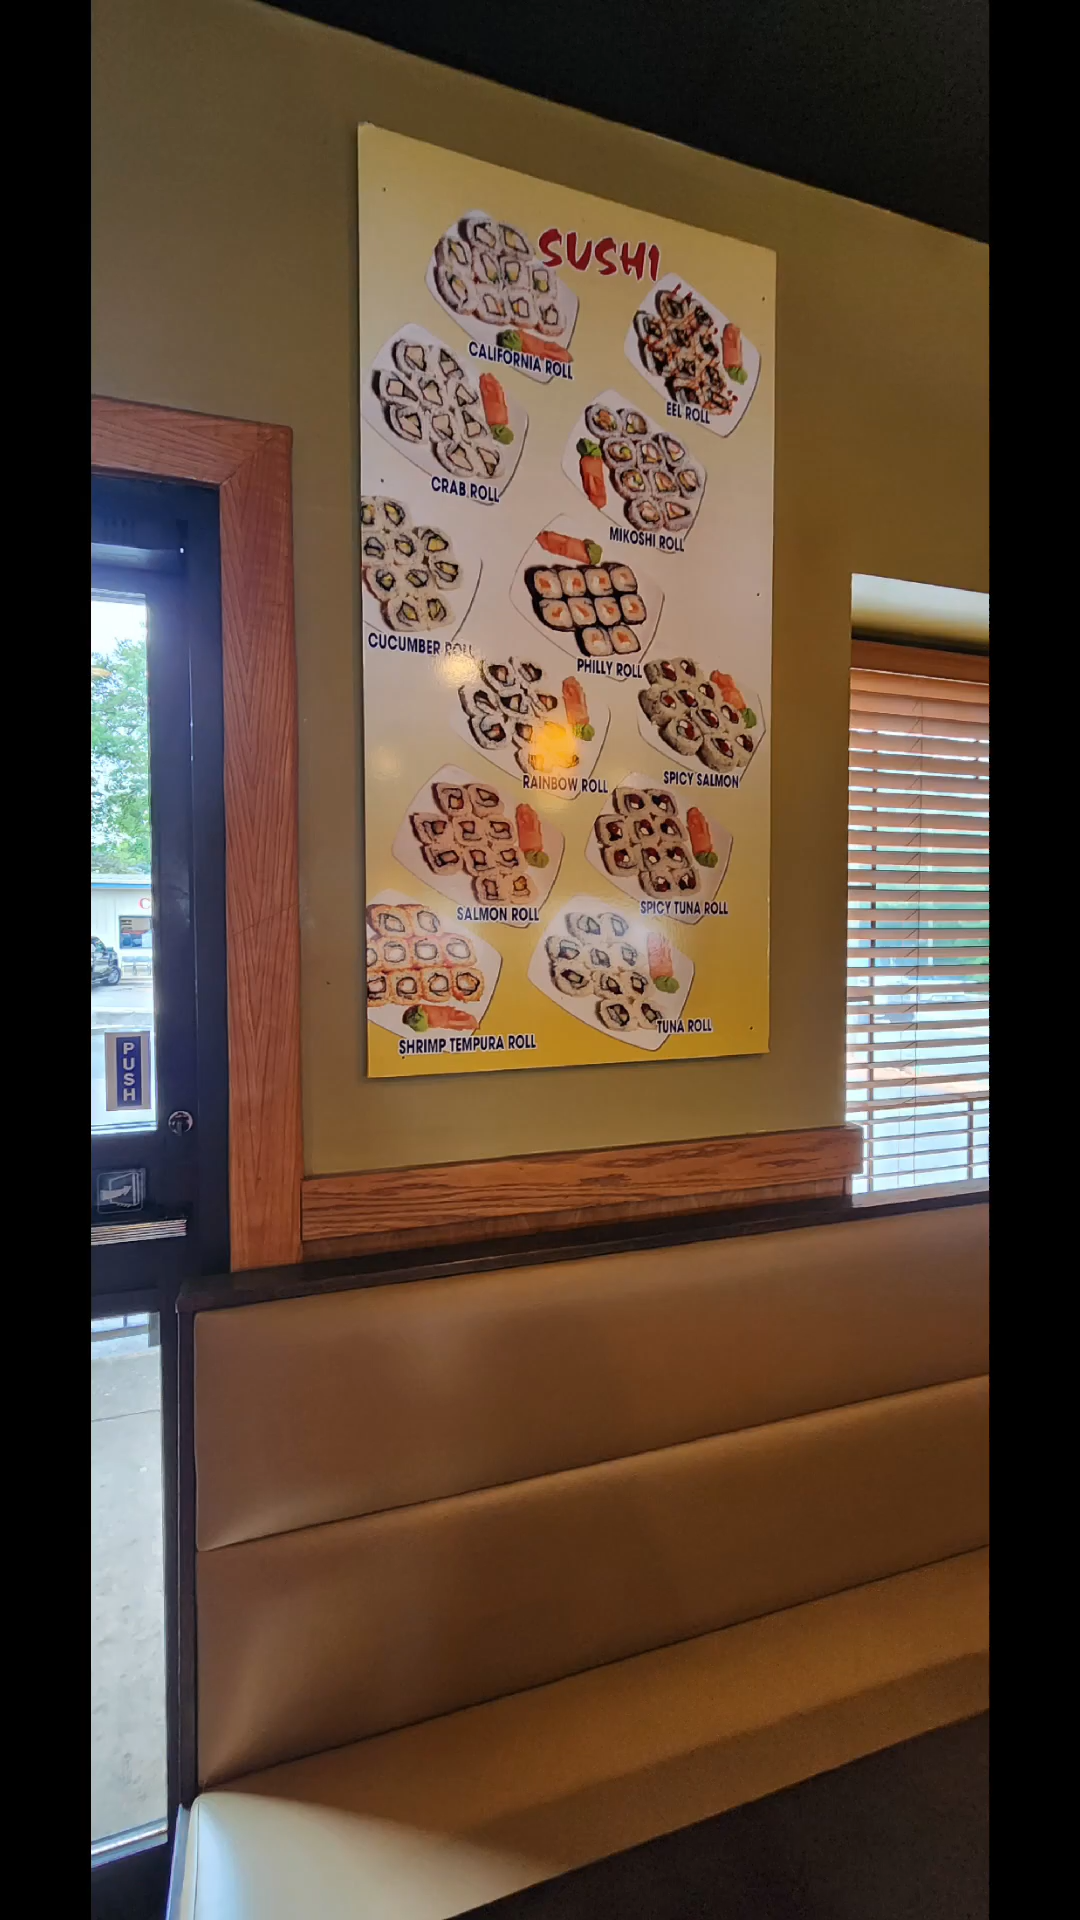 SUSHI
CALIFORNIA ROLL
EEL ROLL
CRAB ROLL
MIKOSHI ROLL
CUCUMBER ROLL
PHILLY ROLL
RAINBOW ROLL
SPICY SALMON
SALMON ROLL
SPICY TUNA ROLL
TUNA ROLL
SHRIMP TEMPURA ROLL
C
PUSH